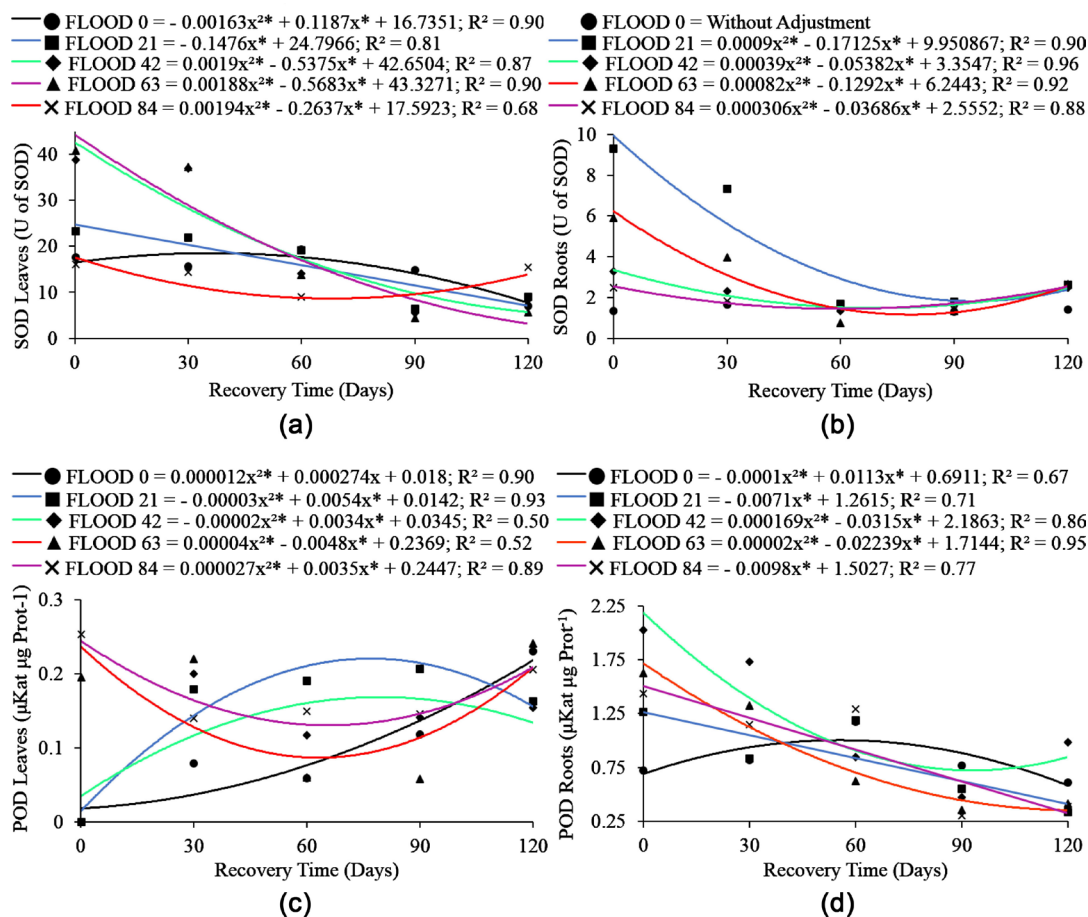 FLOOD 0 = - 0.00163x²* + 0.1187x* + 16.7351; R² = 0.90
FLOOD 21 = - 0.1476x* + 24.7966; R² = 0.81
FLOOD 42 = 0.0019x²* - 0.5375x* + 42.6504; R² = 0.87
FLOOD 63 = 0.00188x²* - 0.5683x* + 43.3271; R² = 0.90
FLOOD 84 = 0.00194x²* - 0.2637x* + 17.5923; R² = 0.68
SOD Leaves (U of SOD)
40
30
20
10
0
0 30 60 90 120
Recovery Time (Days)
(a)
FLOOD 0 = Without Adjustment
FLOOD 21 = 0.0009x²* - 0.17125x* + 9.950867; R² = 0.90
FLOOD 42 = 0.00039x²* - 0.05382x* + 3.3547; R² = 0.96
FLOOD 63 = 0.00082x²* - 0.1292x* + 6.2443; R² = 0.92
FLOOD 84 = 0.000306x²* - 0.03686x* + 2.5552; R² = 0.88
SOD Roots (U of SOD)
10
8
6
4
2
0
0 30 60 90 120
Recovery Time (Days)
(b)
FLOOD 0 = 0.000012x²* + 0.000274x + 0.018; R² = 0.90
FLOOD 21 = -0.00003x²* + 0.0054x* + 0.0142; R² = 0.93
FLOOD 42 = -0.00002x²* + 0.0034x* + 0.0345; R² = 0.50
FLOOD 63 = 0.00004x²* - 0.0048x* + 0.2369; R² = 0.52
FLOOD 84 = 0.000027x²* + 0.0035x* + 0.2447; R² = 0.89
POD Leaves (µKat µg Prot-1)
0.3
0.2
0.1
0
0 30 60 90 120
Recovery Time (Days)
(c)
FLOOD 0 = -0.0001x²* + 0.0113x* + 0.6911; R² = 0.67
FLOOD 21 = -0.0071x* + 1.2615; R² = 0.71
FLOOD 42 = 0.000169x²* - 0.0315x* + 2.1863; R² = 0.86
FLOOD 63 = 0.00002x²* - 0.02239x* + 1.7144; R² = 0.95
FLOOD 84 = -0.0098x* + 1.5027; R² = 0.77
POD Roots (µKat µg Prot⁻¹)
2.25
1.75
1.25
0.75
0.25
0 30 60 90 120
Recovery Time (Days)
(d)